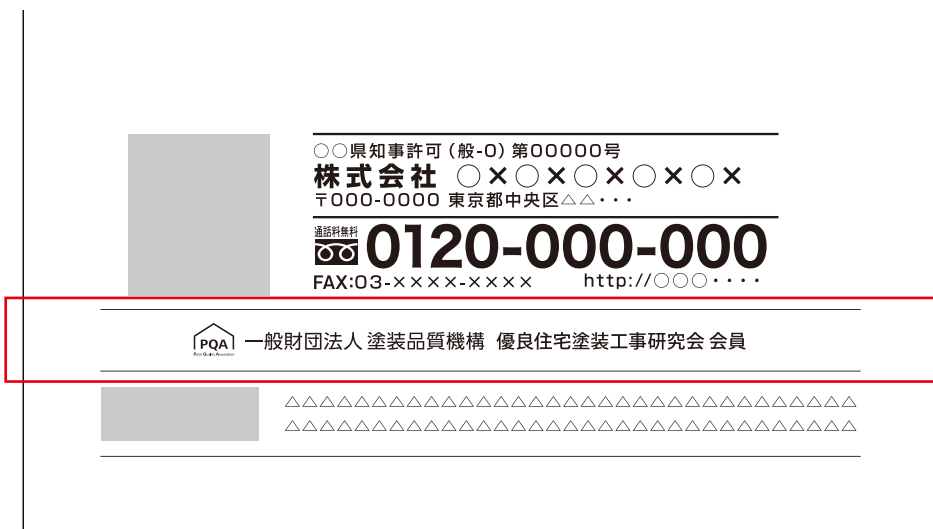 ○○県知事許可(般-0)第00000号
株式会社 ○×○×○×○×○×
〒000-0000 東京都中央区△△・・・
通話料無料
0120-000-000
FAX:03-××××-×××× http://○○○・・・・
PQA
Paint Quality Association
一般財団法人 塗装品質機構 優良住宅塗装工事研究会 会員
△△△△△△△△△△△△△△△△△△△△△△△△△△△△△△△△△△
△△△△△△△△△△△△△△△△△△△△△△△△△△△△△△△△△△